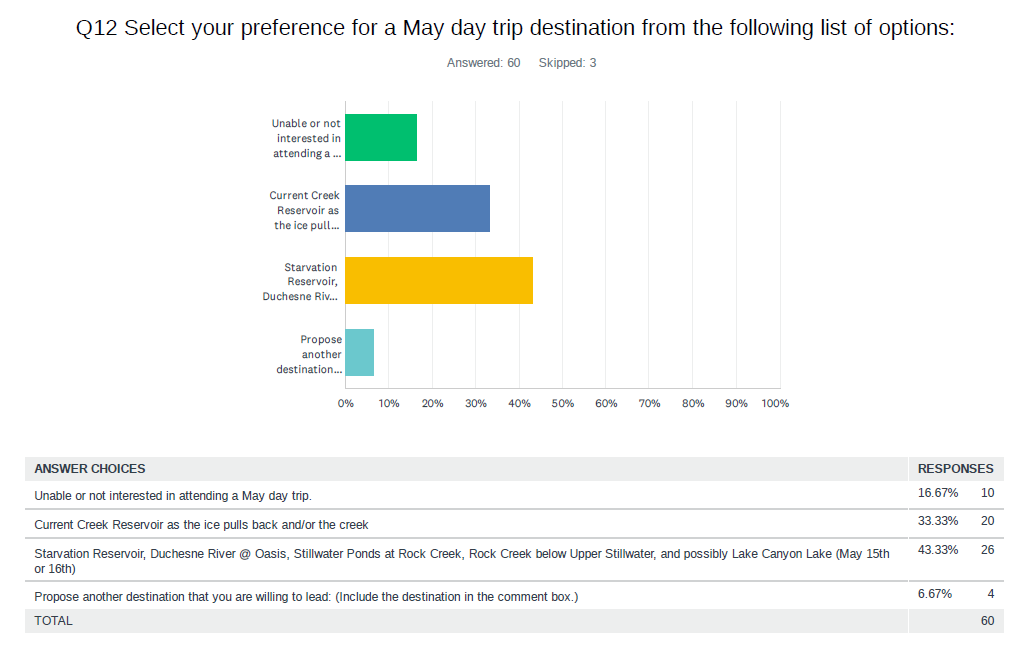 Q12 Select your preference for a May day trip destination from the following list of options:
Answered: 60 Skipped: 3
Unable or not
interested in
attending a ...
Current Creek
Reservoir as
the ice pull...
Starvation
Reservoir,
Duchesne Riv...
Propose
another
destination...
0% 10% 20% 30% 40% 50% 60% 70% 80% 90% 100%
ANSWER CHOICES RESPONSES
Unable or not interested in attending a May day trip. 16.67% 10
Current Creek Reservoir as the ice pulls back and/or the creek 33.33% 20
Starvation Reservoir, Duchesne River @ Oasis, Stillwater Ponds at Rock Creek, Rock Creek below Upper Stillwater, and possibly Lake Canyon Lake (May 15th 43.33% 26
or 16th)
Propose another destination that you are willing to lead: (Include the destination in the comment box.) 6.67% 4
TOTAL 60